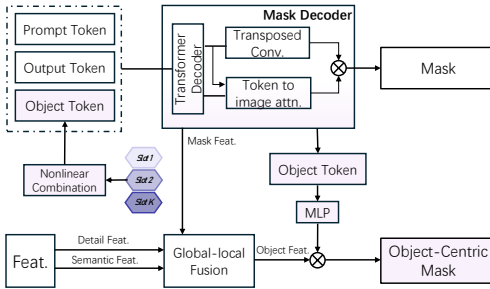 Mask Decoder
Prompt Token
Output Token
Object Token
Transformer
Decoder
Transposed
Conv.
Token to
image attn.
Mask
Mask Feat.
Slot 1
Slot 2
Slot K
Nonlinear
Combination
Object Token
MLP
Feat.
Detail Feat.
Semantic Feat.
Global-local
Fusion
Object Feat.
Object-Centric
Mask